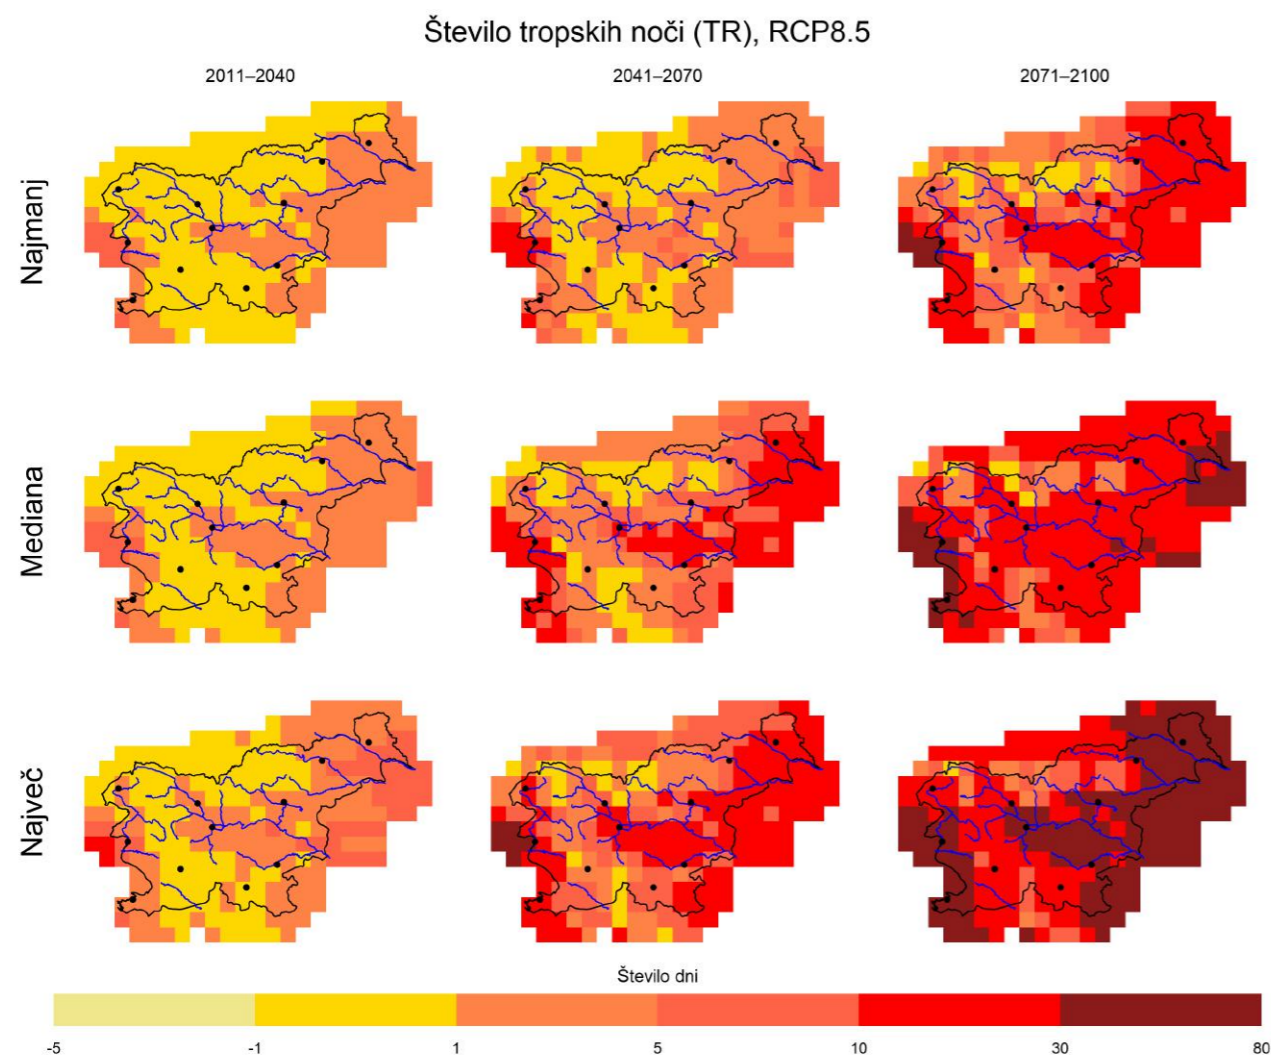 Število tropskih noči (TR), RCP8.5
2011–2040 2041–2070 2071–2100
Najmanj
Mediana
Največ
Število dni
-5 -1 1 5 10 30 80